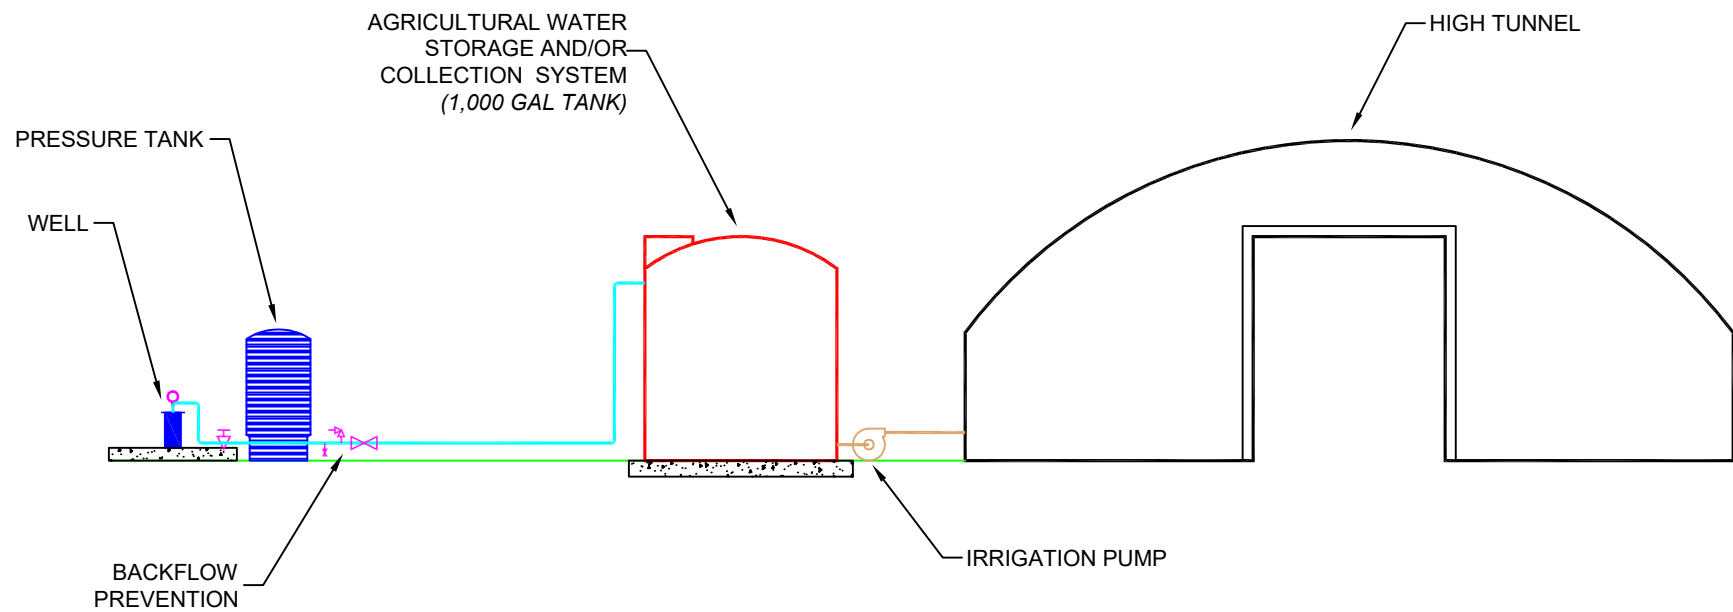 AGRICULTURAL WATER
STORAGE AND/OR
COLLECTION SYSTEM
(1,000 GAL TANK)
HIGH TUNNEL
PRESSURE TANK
WELL
IRRIGATION PUMP
BACKFLOW
PREVENTION